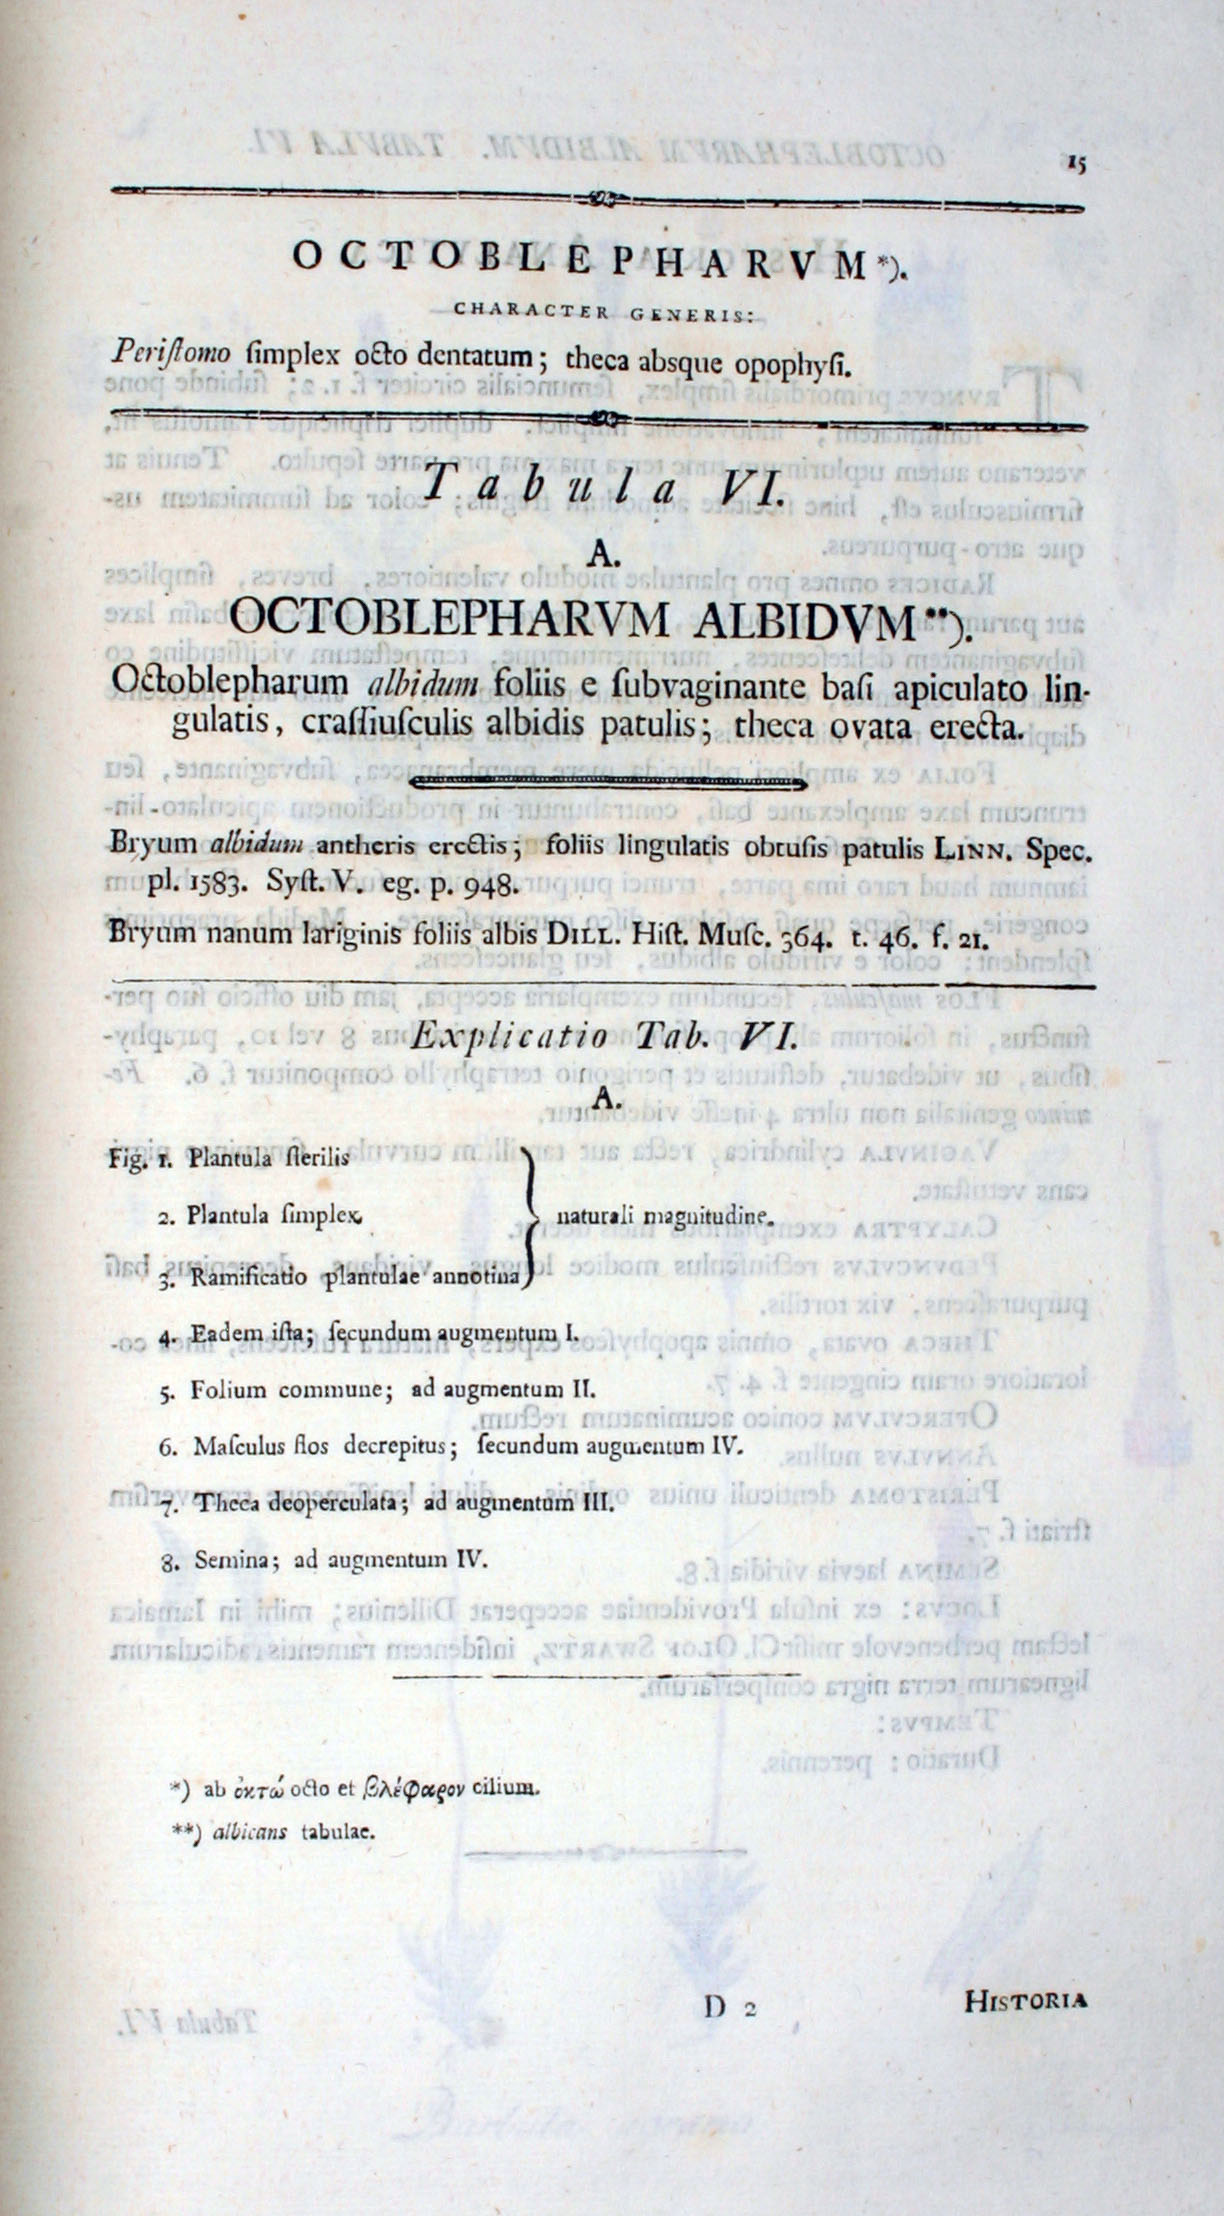 15
OCTOBLEPHARVM*).
CHARACTER GENERIS:
Periſtomo ſimplex octo dentatum; theca absque opophyſi.
Tabula VI.
A.
OCTOBLEPHARVM ALBIDVM**).
Octoblepharum albidum foliis e ſubvaginante baſi apiculato lin-
gulatis, craſſiuſculis albidis patulis; theca ovata erecta.
Bryum albidum antheris erectis; foliis lingulatis obtuſis patulis LINN. Spec.
pl. 1583. Syſt. V. eg. p. 948.
Bryum nanum lariginis foliis albis DILL. Hiſt. Muſc. 364. t. 46. f. 21.
Explicatio Tab. VI.
A.
Fig. 1. Plantula ſterilis
2. Plantula ſimplex
naturali magnitudine.
3. Ramificatio plantulae annotina
4. Eadem iſta; ſecundum augmentum I.
5. Folium commune; ad augmentum II.
6. Maſculus flos decrepitus; ſecundum augmentum IV.
7. Theca deoperculata; ad augmentum III.
8. Semina; ad augmentum IV.
*) ab ὀκτώ octo et βλέφαρον cilium.
**) albicans tabulae.
D 2
HISTORIA